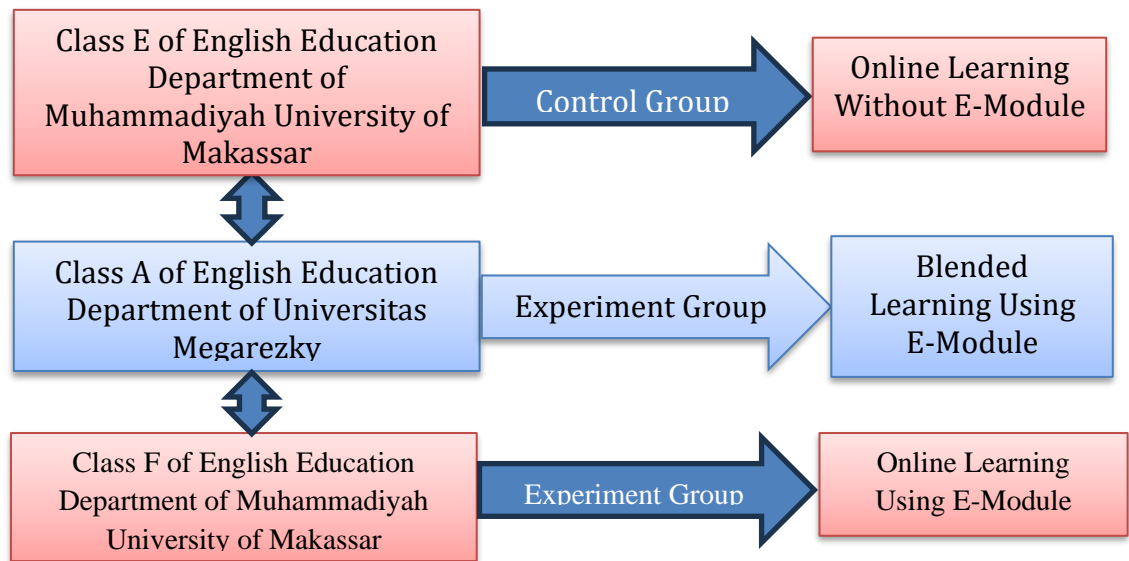 Class E of English Education
Department of
Muhammadiyah University of
Makassar
Control Group
Online Learning
Without E-Module
Class A of English Education
Department of Universitas
Megarezky
Experiment Group
Blended
Learning Using
E-Module
Class F of English Education
Department of Muhammadiyah
University of Makassar
Experiment Group
Online Learning
Using E-Module